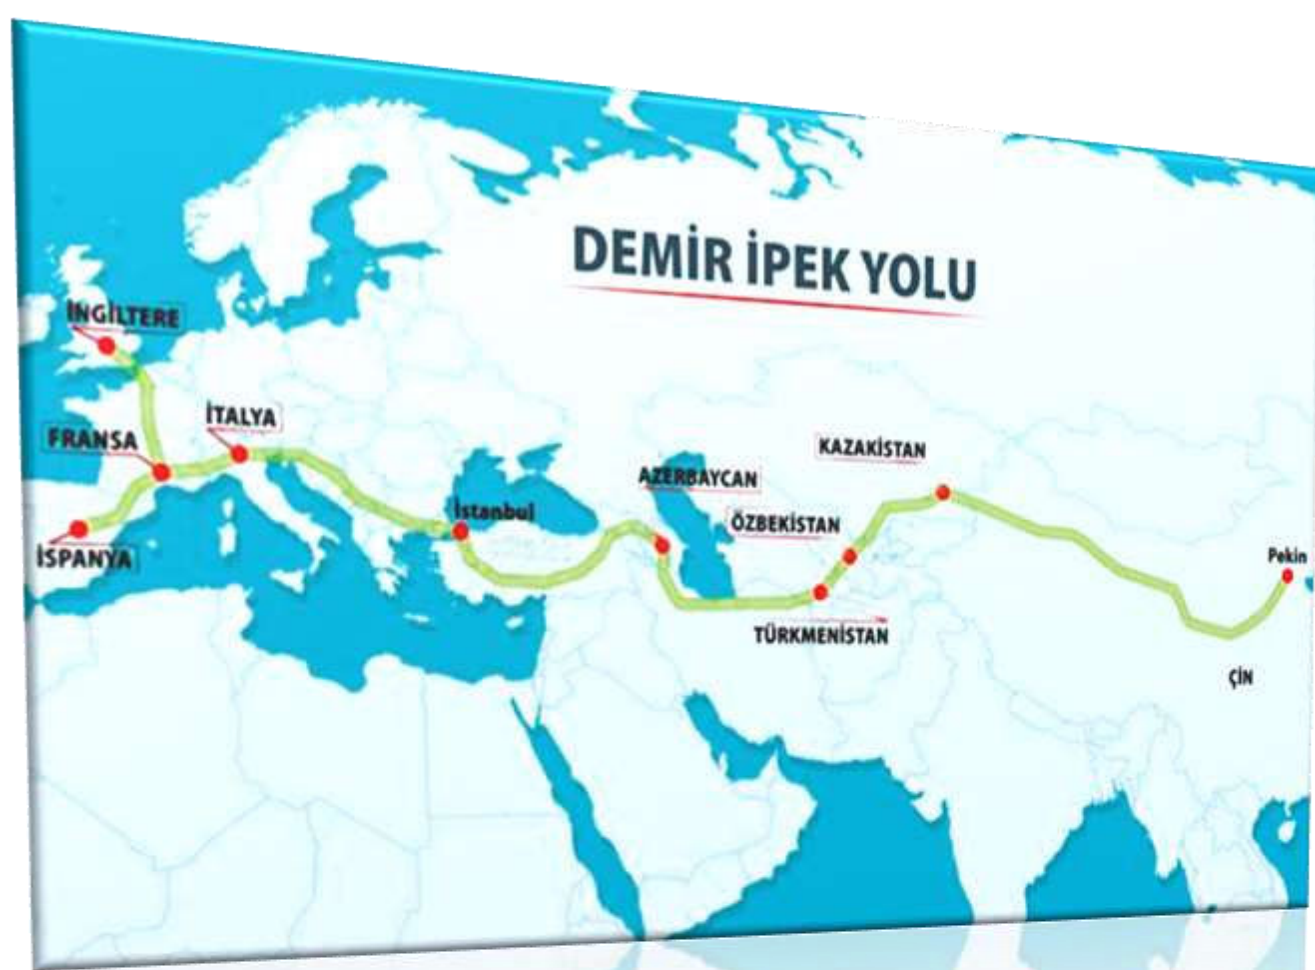 DEMİR İPEK YOLU
İNGİLTERE
İTALYA
FRANSA
İSPANYA
İstanbul
AZERBAYCAN
KAZAKİSTAN
ÖZBEKİSTAN
TÜRKMENİSTAN
Pekin
ÇİN